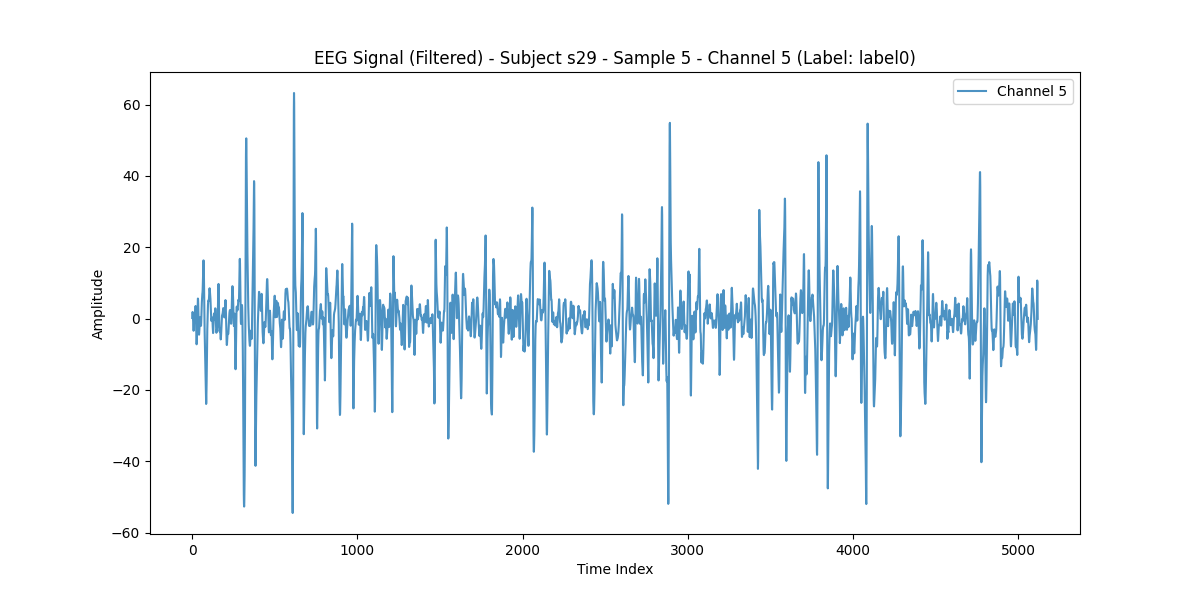 EEG Signal (Filtered) - Subject s29 - Sample 5 - Channel 5 (Label: label0)
Channel 5
60
40
20
0
−20
−40
−60
Amplitude
0 1000 2000 3000 4000 5000
Time Index